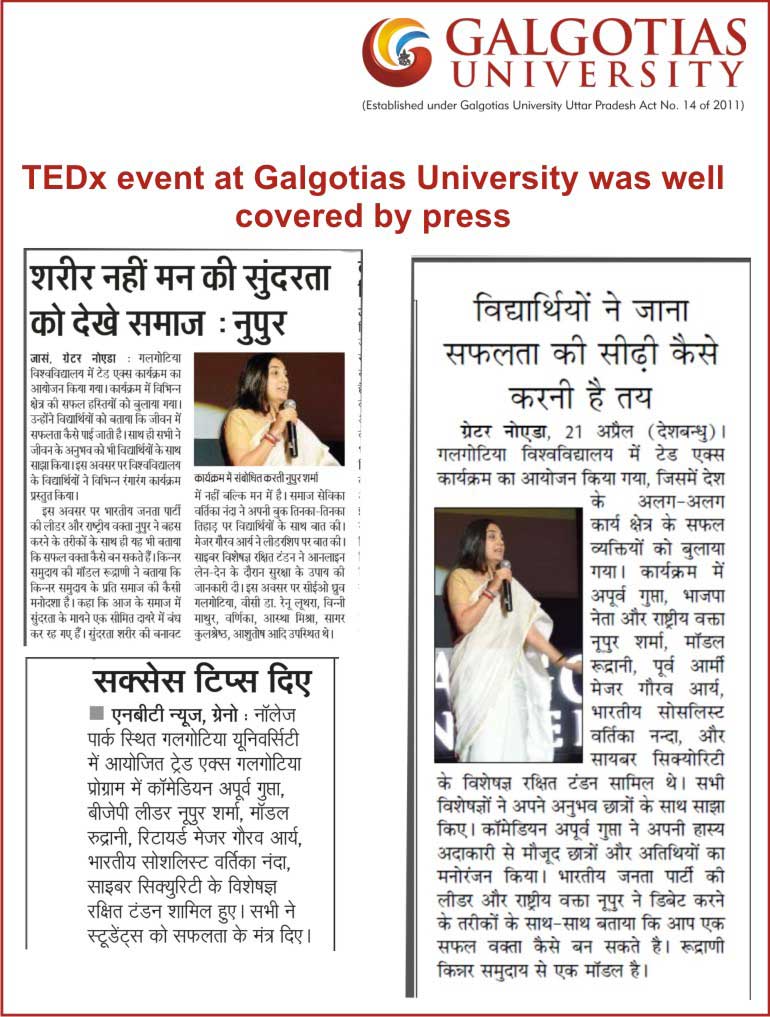 GALGOTIAS
UNIVERSITY
(Established under Galgotias University Uttar Pradesh Act No. 14 of 2011)
TEDx event at Galgotias University was well
covered by press
शरीर नहीं मन की सुंदरता
को देखे समाज : नुपुर
जासं, ग्रेटर नोएडा : गलगोटिया
विश्वविद्यालय में टेड एक्स कार्यक्रम का
आयोजन किया गया। कार्यक्रम में विभिन्न
क्षेत्र की सफल हस्तियों को बुलाया गया।
उन्होंने विद्यार्थियों को बताया कि जीवन में
सफलता कैसे पाई जाती है। साथ ही सभी ने
जीवन के अनुभव को भी विद्यार्थियों के साथ
साझा किया। इस अवसर पर विश्वविद्यालय
के विद्यार्थियों ने विभिन्न रंगारंग कार्यक्रम
प्रस्तुत किया।
इस अवसर पर भारतीय जनता पार्टी
की लीडर और राष्ट्रीय वक्ता नुपुर ने बहस
करने के तरीकों के साथ ही यह भी बताया
कि सफल वक्ता कैसे बन सकते हैं। किन्नर
समुदाय की मॉडल रूद्राणी ने बताया कि
किन्नर समुदाय के प्रति समाज की कैसी
मनोदशा है। कहा कि आज के समाज में
सुंदरता के मायने एक सीमित दायरे में बंध
कर रह गए हैं। सुंदरता शरीर की बनावट
कार्यक्रम में संबोधित करती नुपुर शर्मा
में नहीं बल्कि मन में है। समाज सेविका
वर्तिका नंदा ने अपनी बुक तिनका-तिनका
तिहाड़ पर विद्यार्थियों के साथ बात की।
मेजर गौरव आर्य ने लीडरशिप पर बात की।
साइबर विशेषज्ञ रक्षित टंडन ने आनलाइन
लेन-देन के दौरान सुरक्षा के उपाय की
जानकारी दी। इस अवसर पर सीईओ ध्रुव
गलगोटिया, वीसी डा. रेनू लूथरा, विन्नी
माथुर, वर्णिका, आस्था मिश्रा, सागर
कुलश्रेष्ठ, आशुतोष आदि उपस्थित थे।
सक्सेस टिप्स दिए
■ एनबीटी न्यूज, ग्रेनो : नॉलेज
पार्क स्थित गलगोटिया यूनिवर्सिटी
में आयोजित ट्रेड एक्स गलगोटिया
प्रोग्राम में कॉमेडियन अपूर्व गुप्ता,
बीजेपी लीडर नूपुर शर्मा, मॉडल
रुद्रानी, रिटायर्ड मेजर गौरव आर्य,
भारतीय सोशलिस्ट वर्तिका नंदा,
साइबर सिक्युरिटी के विशेषज्ञ
रक्षित टंडन शामिल हुए। सभी ने
स्टूडेंट्स को सफलता के मंत्र दिए।
विद्यार्थियों ने जाना
सफलता की सीढ़ी कैसे
करनी है तय
ग्रेटर नोएडा, 21 अप्रैल (देशबन्धु)।
गलगोटिया विश्वविद्यालय में टेड एक्स
कार्यक्रम का आयोजन किया गया, जिसमें देश
के अलग-अलग
कार्य क्षेत्र के सफल
व्यक्तियों को बुलाया
गया। कार्यक्रम में
अपूर्व गुप्ता, भाजपा
नेता और राष्ट्रीय वक्ता
नूपुर शर्मा, मॉडल
रूद्रानी, पूर्व आर्मी
मेजर गौरव आर्य,
भारतीय सोसलिस्ट
वर्तिका नन्दा, और
सायबर सिक्योरिटी
के विशेषज्ञ रक्षित टंडन सामिल थे। सभी
विशेषज्ञों ने अपने अनुभव छात्रों के साथ साझा
किए। कॉमेडियन अपूर्व गुप्ता ने अपनी हास्य
अदाकारी से मौजूद छात्रों और अतिथियों का
मनोरंजन किया। भारतीय जनता पार्टी की
लीडर और राष्ट्रीय वक्ता नूपुर ने डिबेट करने
के तरीकों के साथ-साथ बताया कि आप एक
सफल वक्ता कैसे बन सकते है। रूद्राणी
किन्नर समुदाय से एक मॉडल है।